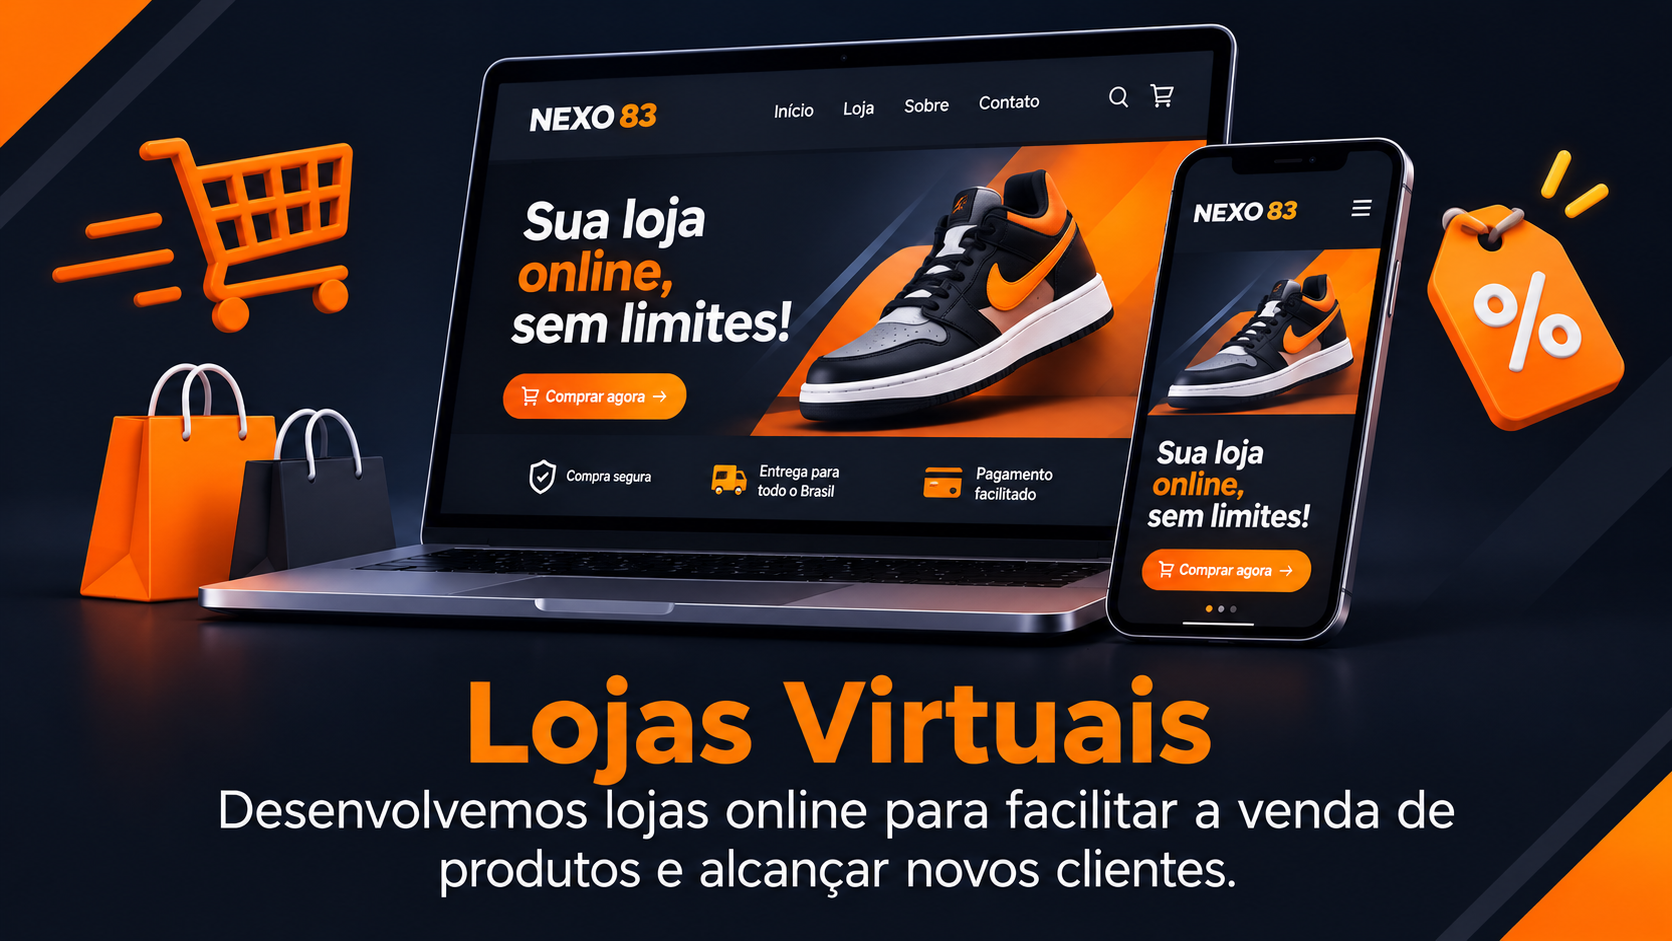 NEXO 83
Início Loja Sobre Contato
Sua loja
online,
sem limites!
Comprar agora →
Compra segura
Entrega para
todo o Brasil
Pagamento
facilitado
NEXO 83
Sua loja
online,
sem limites!
Comprar agora →
%
Lojas Virtuais
Desenvolvemos lojas online para facilitar a venda de
produtos e alcançar novos clientes.